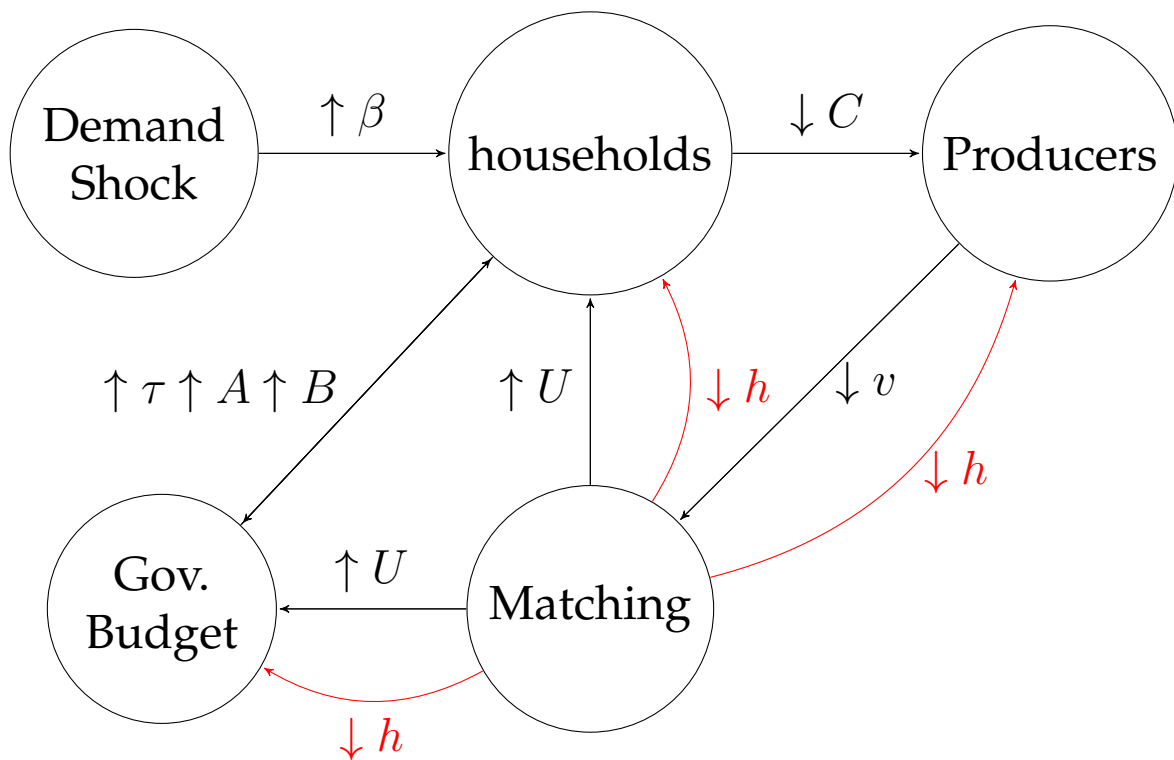 Demand
Shock
↑ β
households
↓ C
Producers
↑ τ ↑ A ↑ B
↑ U
↓ h
↓ v
↓ h
Gov.
Budget
↑ U
Matching
↓ h